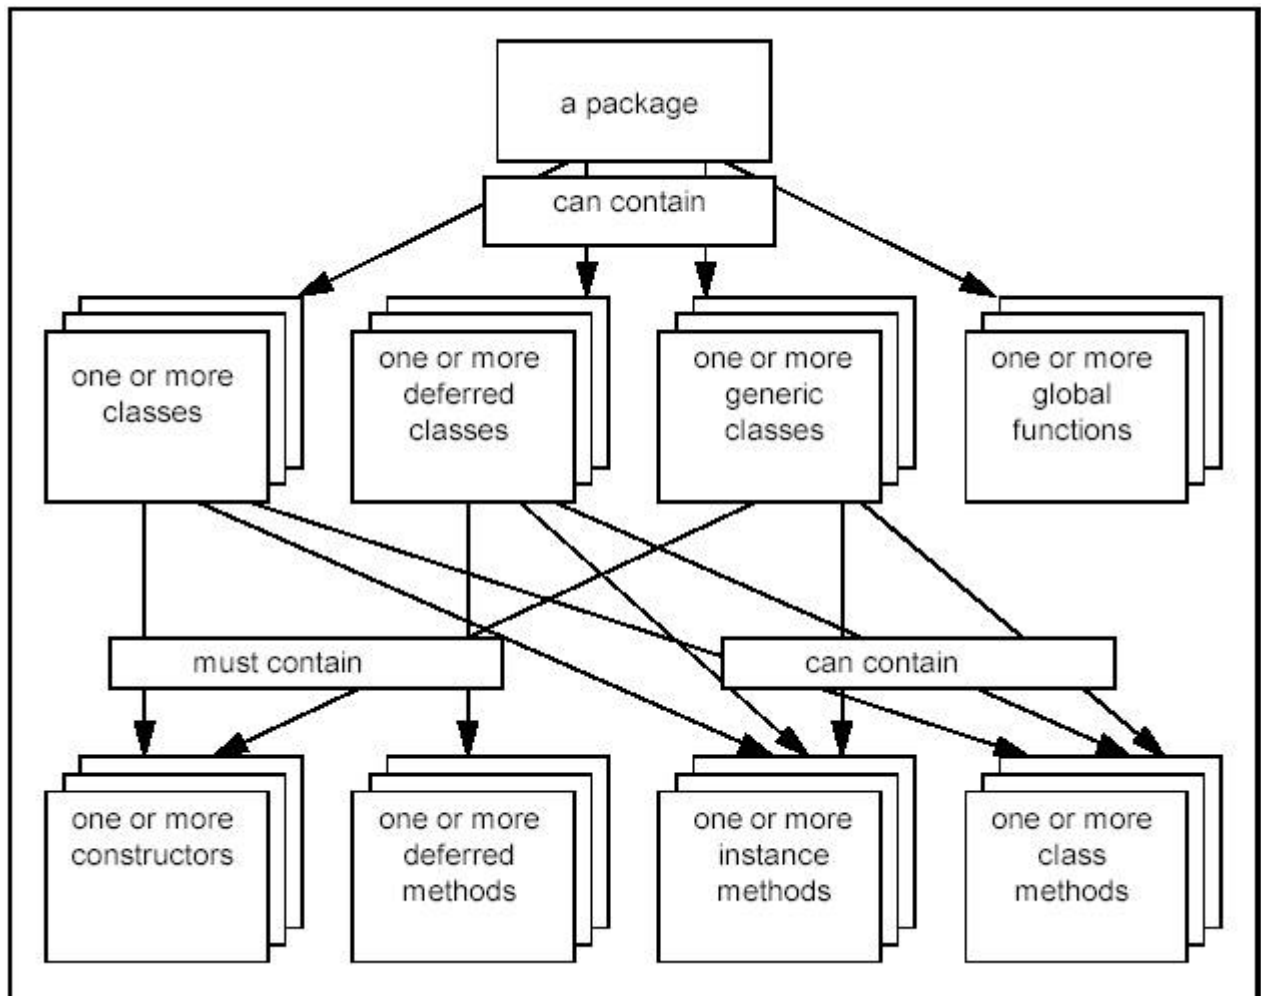 a package
can contain
one or more
classes
one or more
deferred
classes
one or more
generic
classes
one or more
global
functions
must contain
can contain
one or more
constructors
one or more
deferred
methods
one or more
instance
methods
one or more
class
methods